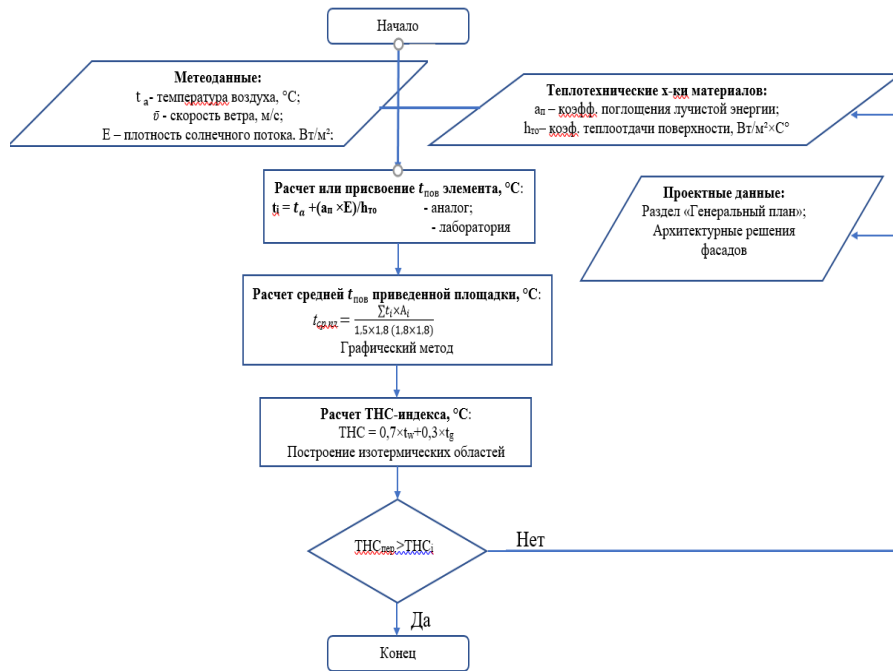 Начало
Метеоданные:
t a- температура воздуха, °C;
ῡ - скорость ветра, м/с;
E – плотность солнечного потока. Вт/м²:
Теплотехнические х-ки материалов:
aп – коэфф. поглощения лучистой энергии;
hто– коэф. теплоотдачи поверхности, Вт/м²×C°
Расчет или присвоение tпов элемента, °C:
ti = ta +(aп ×E)/hто - аналог;
- лаборатория
Проектные данные:
Раздел «Генеральный план»;
Архитектурные решения
фасадов
Расчет средней tпов приведенной площадки, °C:
tср.нг = ∑ti×Ai / 1,5×1,8 (1,8×1,8)
Графический метод
Расчет ТНС-индекса, °C:
ТНС = 0,7×tw+0,3×tg
Построение изотермических областей
ТНСпер>ТНСi
Нет
Да
Конец